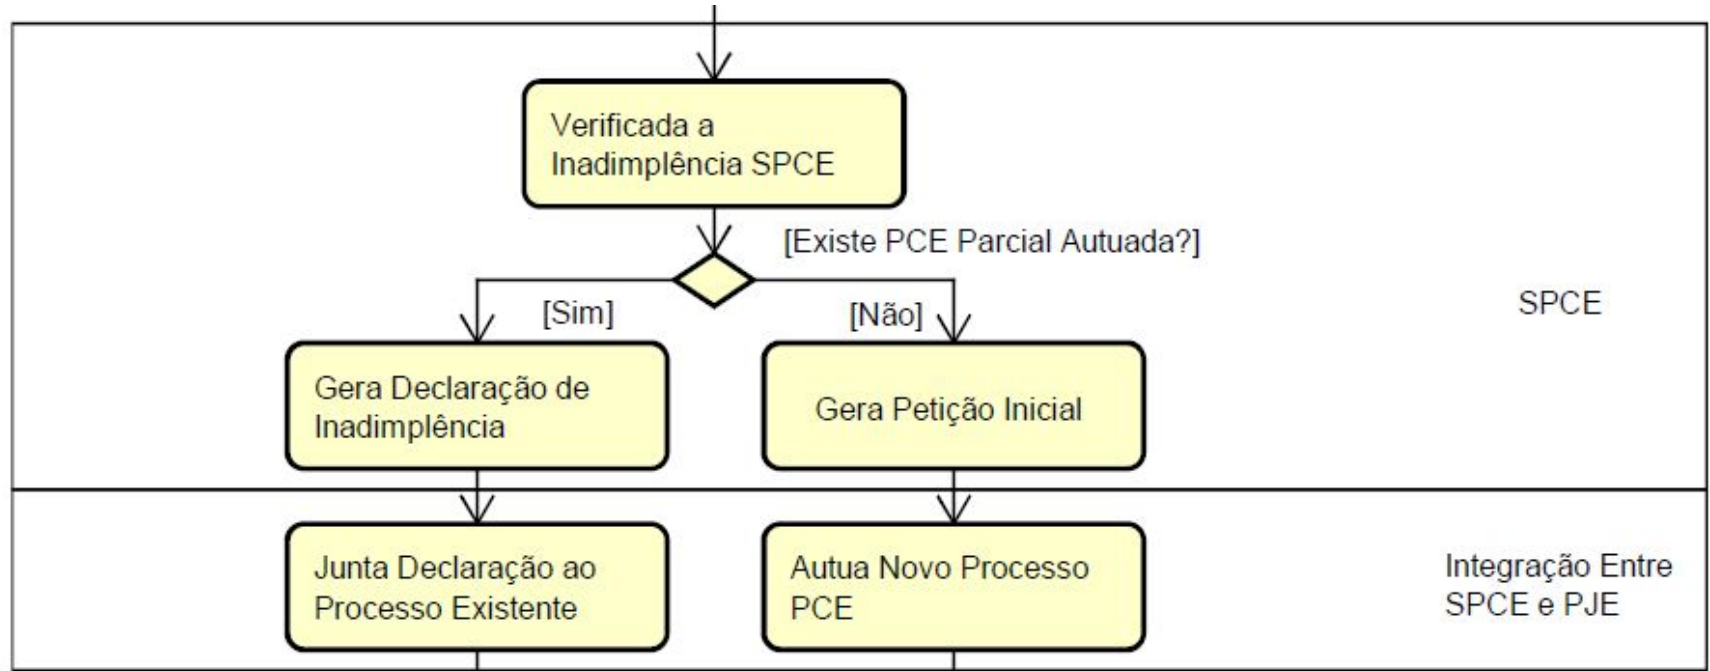 Verificada a
Inadimplência SPCE
[Existe PCE Parcial Autuada?]
SPCE
[Sim]
[Não]
Gera Declaração de
Inadimplência
Gera Petição Inicial
Junta Declaração ao
Processo Existente
Autua Novo Processo
PCE
Integração Entre
SPCE e PJE